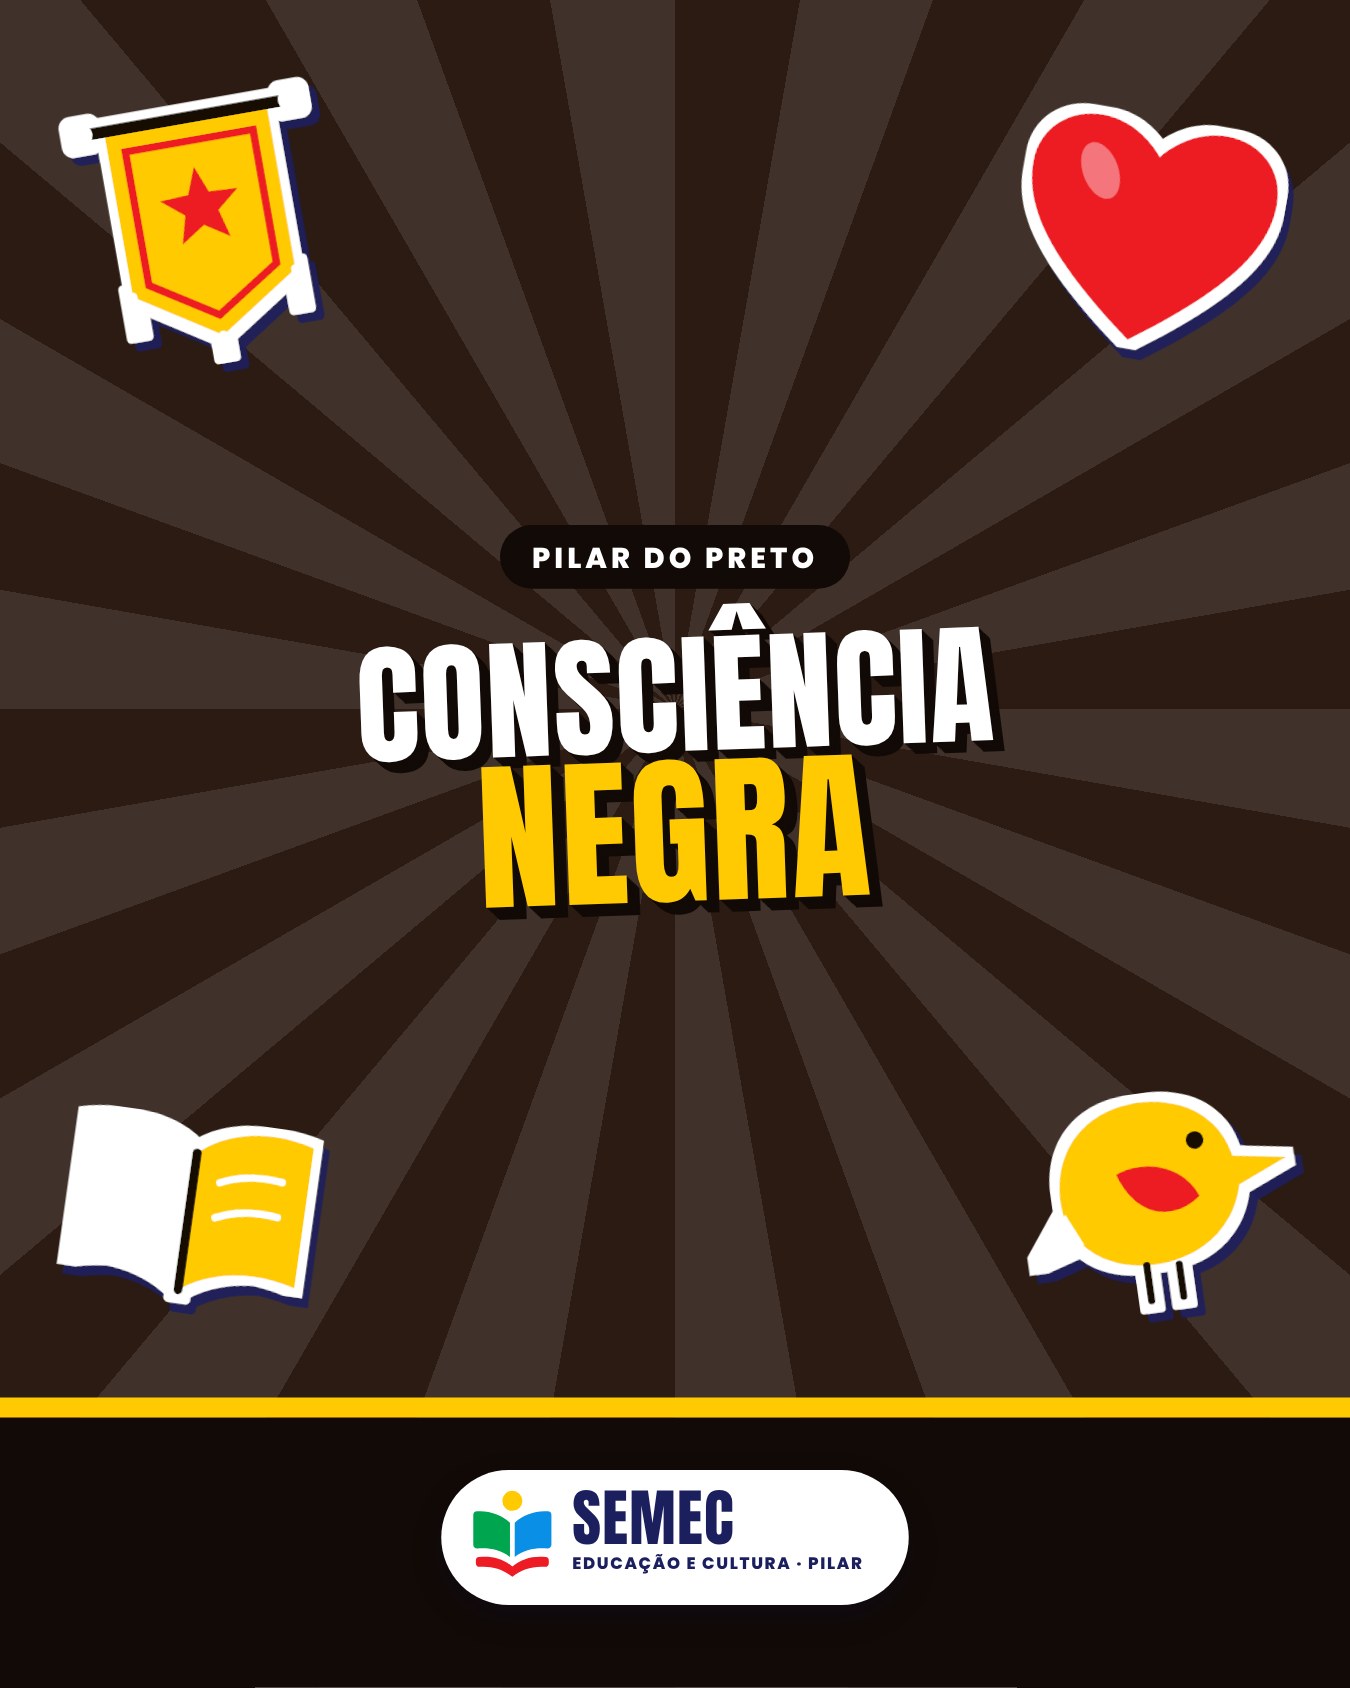 PILAR DO PRETO
CONSCIÊNCIA
NEGRA
SEMEC
EDUCAÇÃO E CULTURA · PILAR